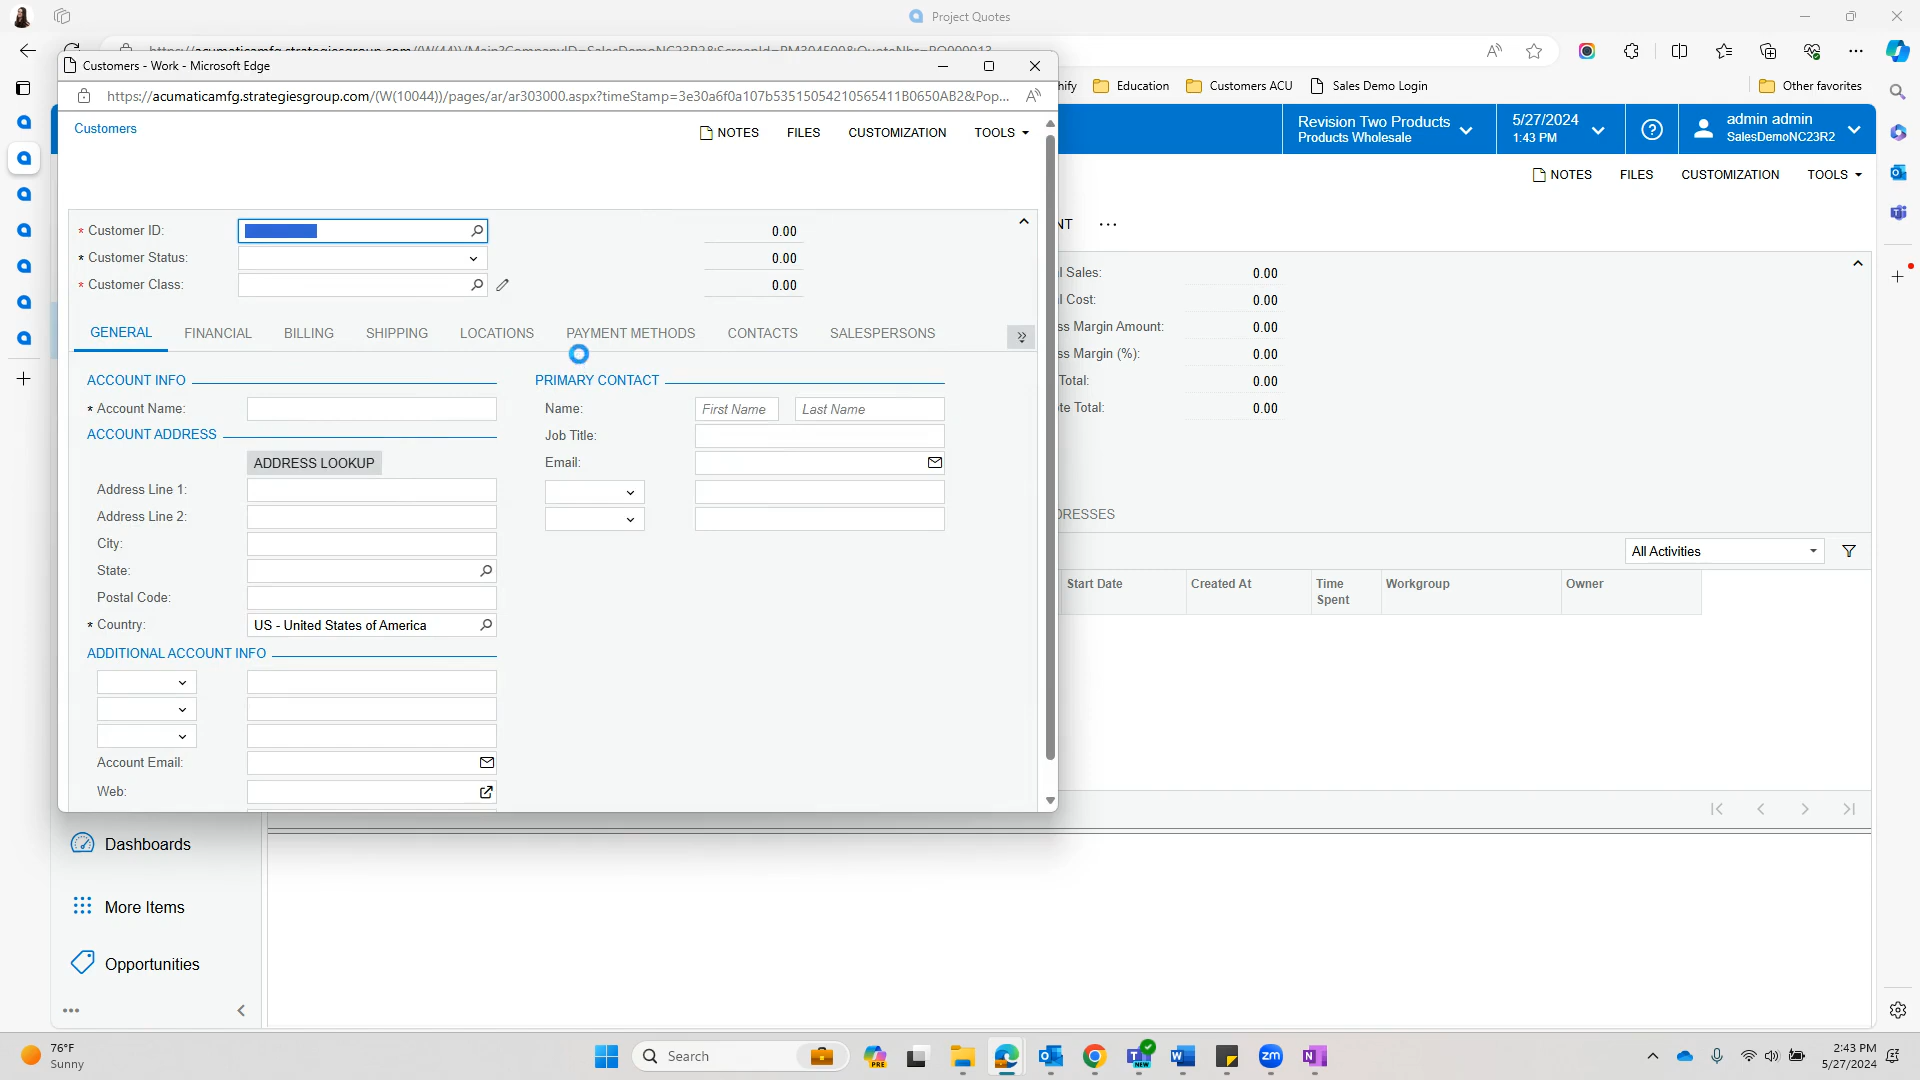 Project Quotes
Customers - Work - Microsoft Edge
https://acumaticamfg.strategiesgroup.com/(W(10044))/pages/ar/ar303000.aspx?timeStamp=3e30a6f0a107b53515054210565411B0650AB2&Pop...
Education
Customers ACU
Sales Demo Login
Other favorites
Customers
NOTES FILES CUSTOMIZATION TOOLS
Revision Two Products
Products Wholesale
5/27/2024
1:43 PM
admin admin
SalesDemoNC23R2
NOTES FILES CUSTOMIZATION TOOLS
* Customer ID: 0.00
* Customer Status: 0.00
* Customer Class: 0.00
GENERAL FINANCIAL BILLING SHIPPING LOCATIONS PAYMENT METHODS CONTACTS SALESPERSONS
ACCOUNT INFO
* Account Name:
ACCOUNT ADDRESS
ADDRESS LOOKUP
Address Line 1:
Address Line 2:
City:
State:
Postal Code:
* Country: US - United States of America
ADDITIONAL ACCOUNT INFO
Account Email:
Web:
PRIMARY CONTACT
Name: First Name Last Name
Job Title:
Email:
NT ...
l Sales: 0.00
l Cost: 0.00
ss Margin Amount: 0.00
ss Margin (%): 0.00
Total: 0.00
te Total: 0.00
DRESSES
All Activities
Start Date Created At Time Spent Workgroup Owner
Dashboards
More Items
Opportunities
76°F
Sunny
Search
2:43 PM
5/27/2024